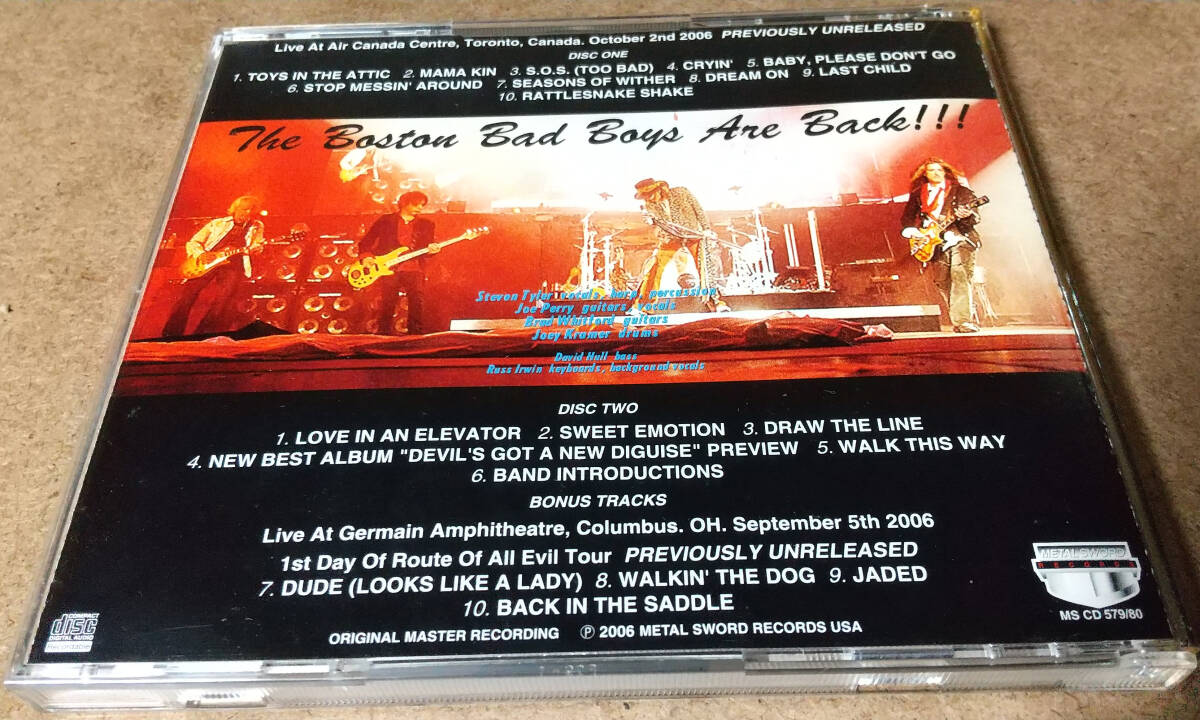 Live At Air Canada Centre, Toronto, Canada. October 2nd 2006 PREVIOUSLY UNRELEASED
DISC ONE
1. TOYS IN THE ATTIC 2. MAMA KIN 3. S.O.S. (TOO BAD) 4. CRYIN' 5. BABY, PLEASE DON'T GO
6. STOP MESSIN' AROUND 7. SEASONS OF WITHER 8. DREAM ON 9. LAST CHILD
10. RATTLESNAKE SHAKE
The Boston Bad Boys Are Back!!!
Steven Tyler vocals, harp, percussion
Joe Perry guitars, vocals
Brad Whitford guitars
Joey Kramer drums
David Hull bass
Russ Irwin keyboards, background vocals
DISC TWO
1. LOVE IN AN ELEVATOR 2. SWEET EMOTION 3. DRAW THE LINE
4. NEW BEST ALBUM "DEVIL'S GOT A NEW DIGUISE" PREVIEW 5. WALK THIS WAY
6. BAND INTRODUCTIONS
BONUS TRACKS
Live At Germain Amphitheatre, Columbus. OH. September 5th 2006
1st Day Of Route Of All Evil Tour PREVIOUSLY UNRELEASED
7. DUDE (LOOKS LIKE A LADY) 8. WALKIN' THE DOG 9. JADED
10. BACK IN THE SADDLE
ORIGINAL MASTER RECORDING ℗ 2006 METAL SWORD RECORDS USA
METAL SWORD
RECORDS
MS CD 579/80
COMPACT
disc
DIGITAL AUDIO
Recordable